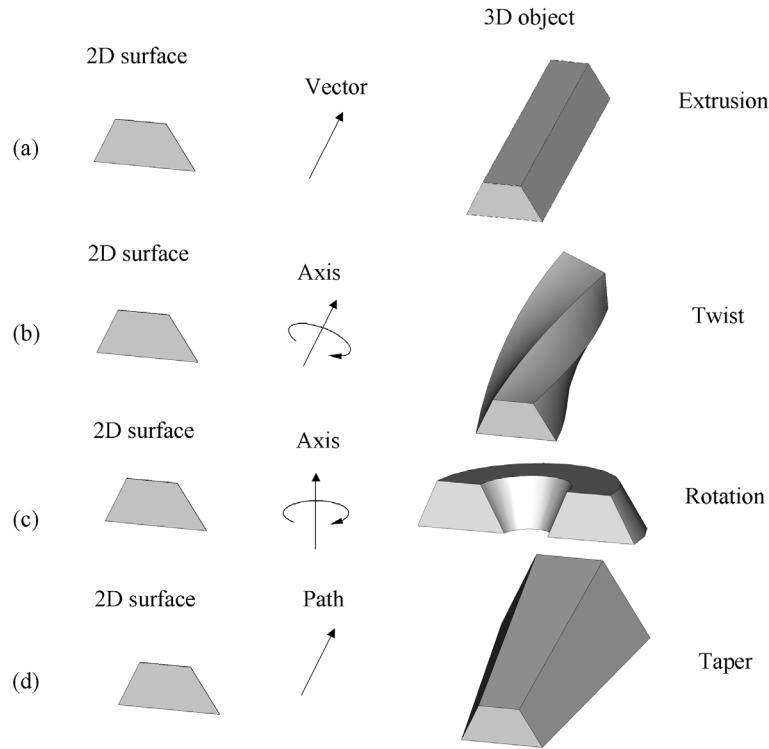 3D object
2D surface
Vector
Extrusion
(a)
2D surface
Axis
Twist
(b)
2D surface
Axis
Rotation
(c)
2D surface
Path
Taper
(d)